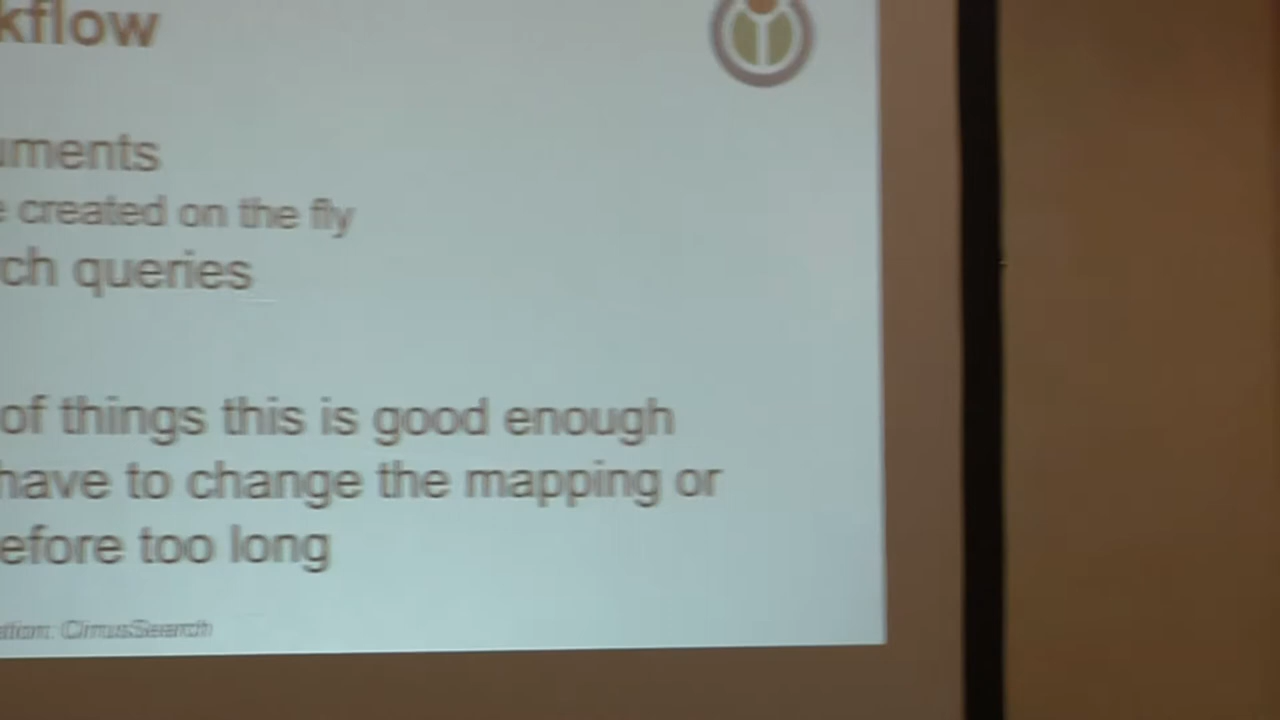 kflow
uments
e created on the fly
ch queries
of things this is good enough
have to change the mapping or
efore too long
ation: CirrusSearch